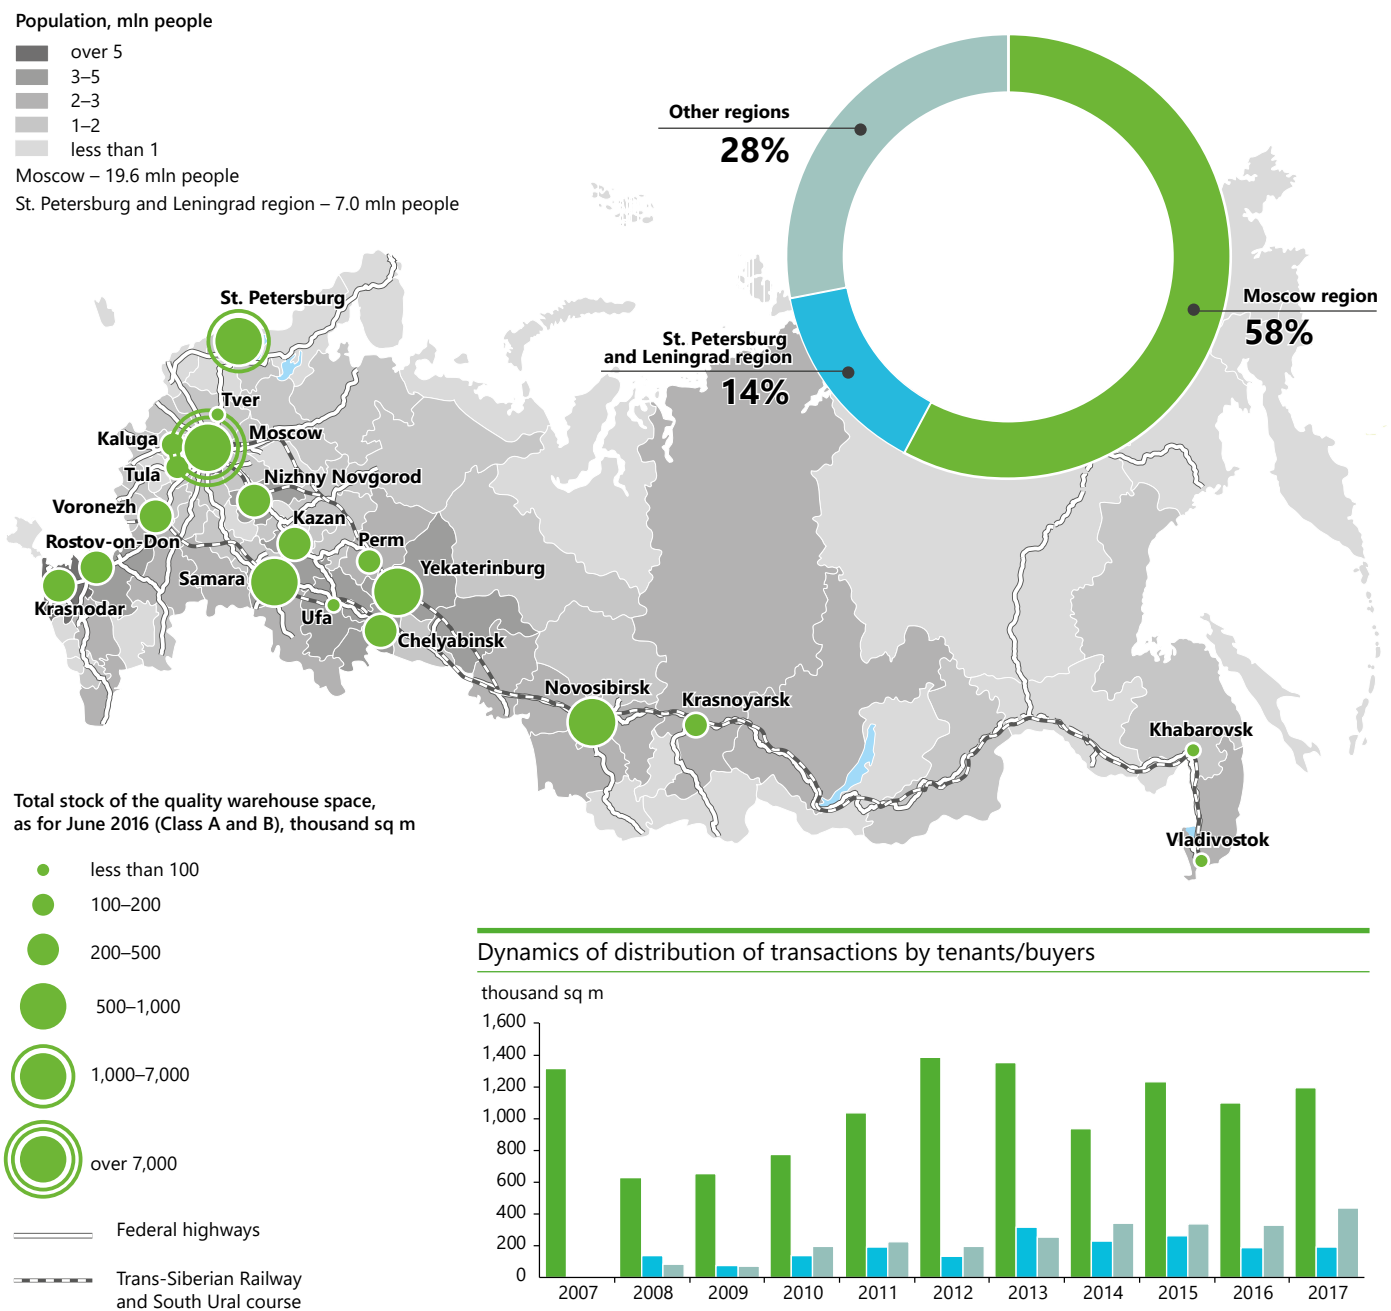 Population, mln people
over 5
3–5
2–3
1–2
less than 1
Moscow – 19.6 mln people
St. Petersburg and Leningrad region – 7.0 mln people
Other regions
28%
Moscow region
58%
St. Petersburg
and Leningrad region
14%
St. Petersburg
Tver
Kaluga
Moscow
Tula
Nizhny Novgorod
Voronezh
Kazan
Rostov-on-Don
Perm
Samara
Yekaterinburg
Krasnodar
Ufa
Chelyabinsk
Novosibirsk
Krasnoyarsk
Khabarovsk
Vladivostok
Total stock of the quality warehouse space,
as for June 2016 (Class A and B), thousand sq m
less than 100
100–200
200–500
500–1,000
1,000–7,000
over 7,000
Federal highways
Trans-Siberian Railway
and South Ural course
Dynamics of distribution of transactions by tenants/buyers
thousand sq m
1,600
1,400
1,200
1,000
800
600
400
200
0
2007 2008 2009 2010 2011 2012 2013 2014 2015 2016 2017